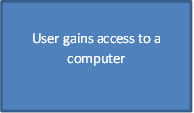 User gains access to a
computer